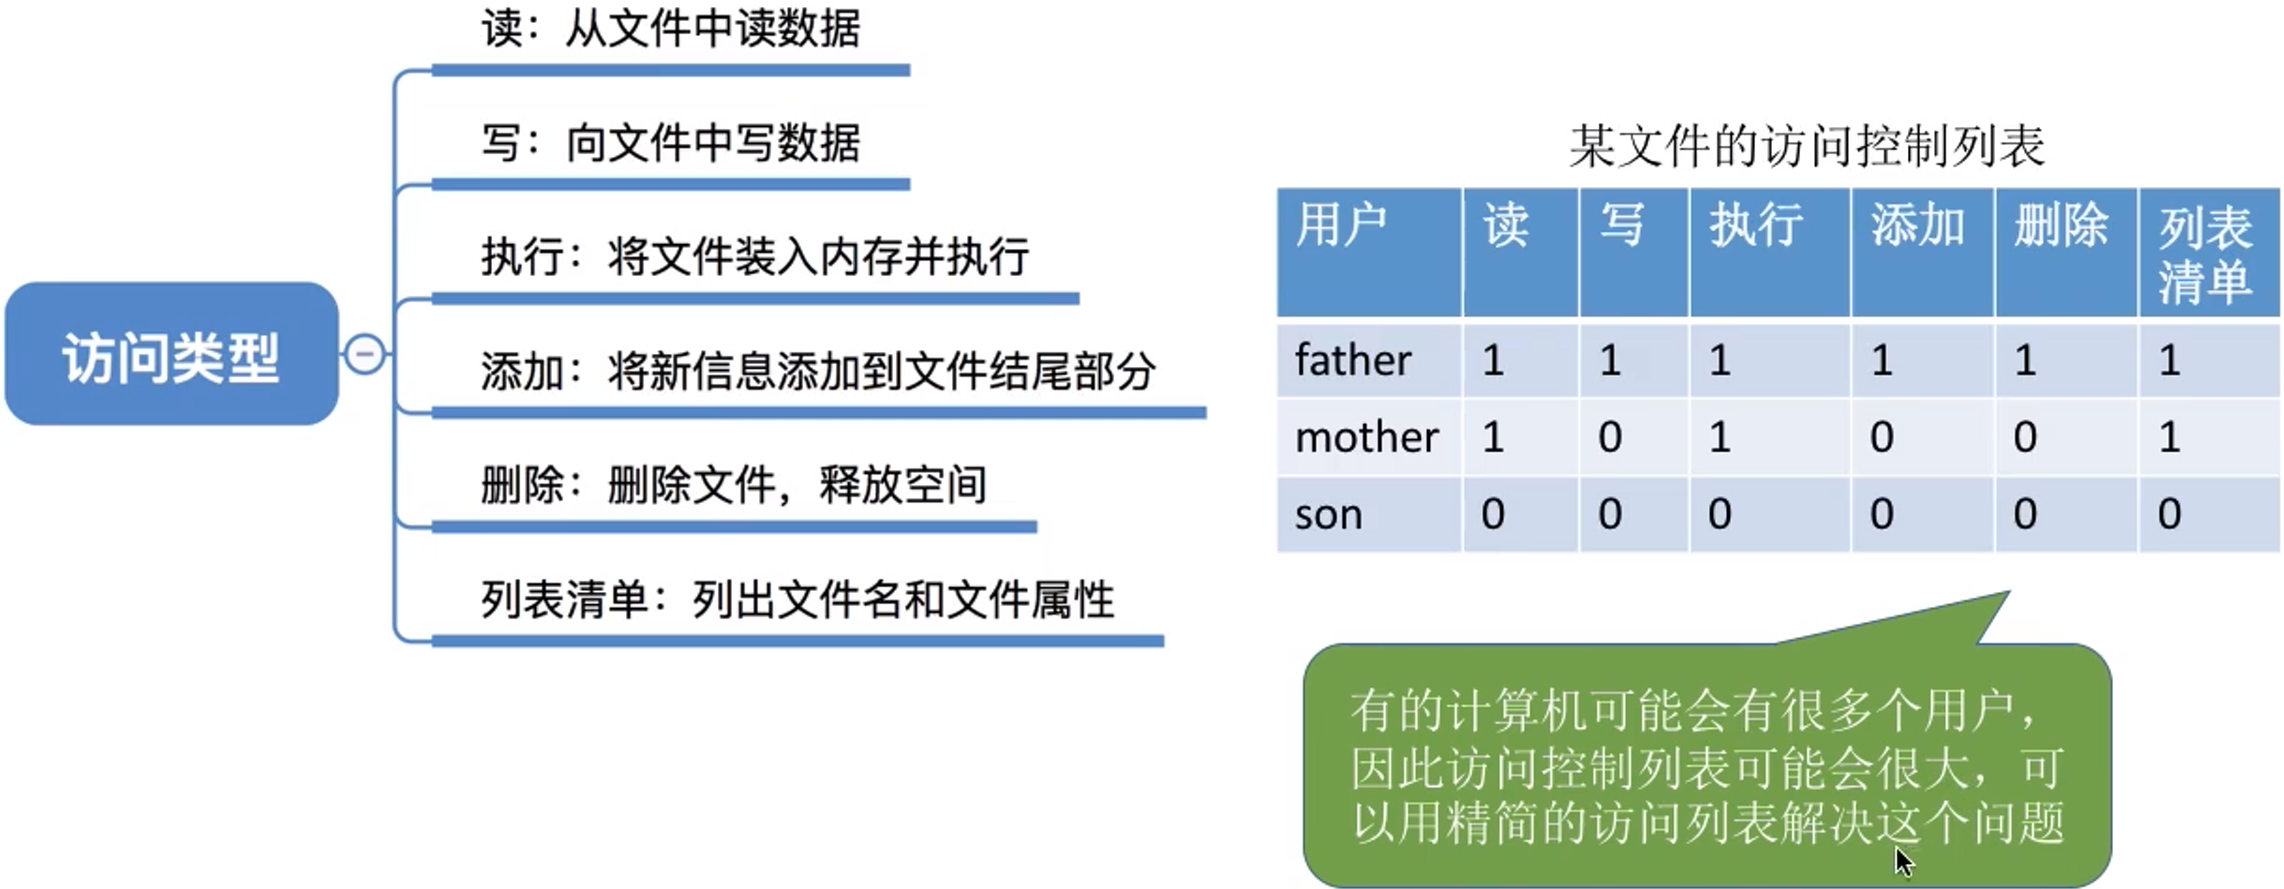 访问类型
读：从文件中读数据
写：向文件中写数据
执行：将文件装入内存并执行
添加：将新信息添加到文件结尾部分
删除：删除文件，释放空间
列表清单：列出文件名和文件属性
某文件的访问控制列表
用户 读 写 执行 添加 删除 列表
清单
father 1 1 1 1 1 1
mother 1 0 1 0 0 1
son 0 0 0 0 0 0
有的计算机可能会有很多个用户，
因此访问控制列表可能会很大，可
以用精简的访问列表解决这个问题